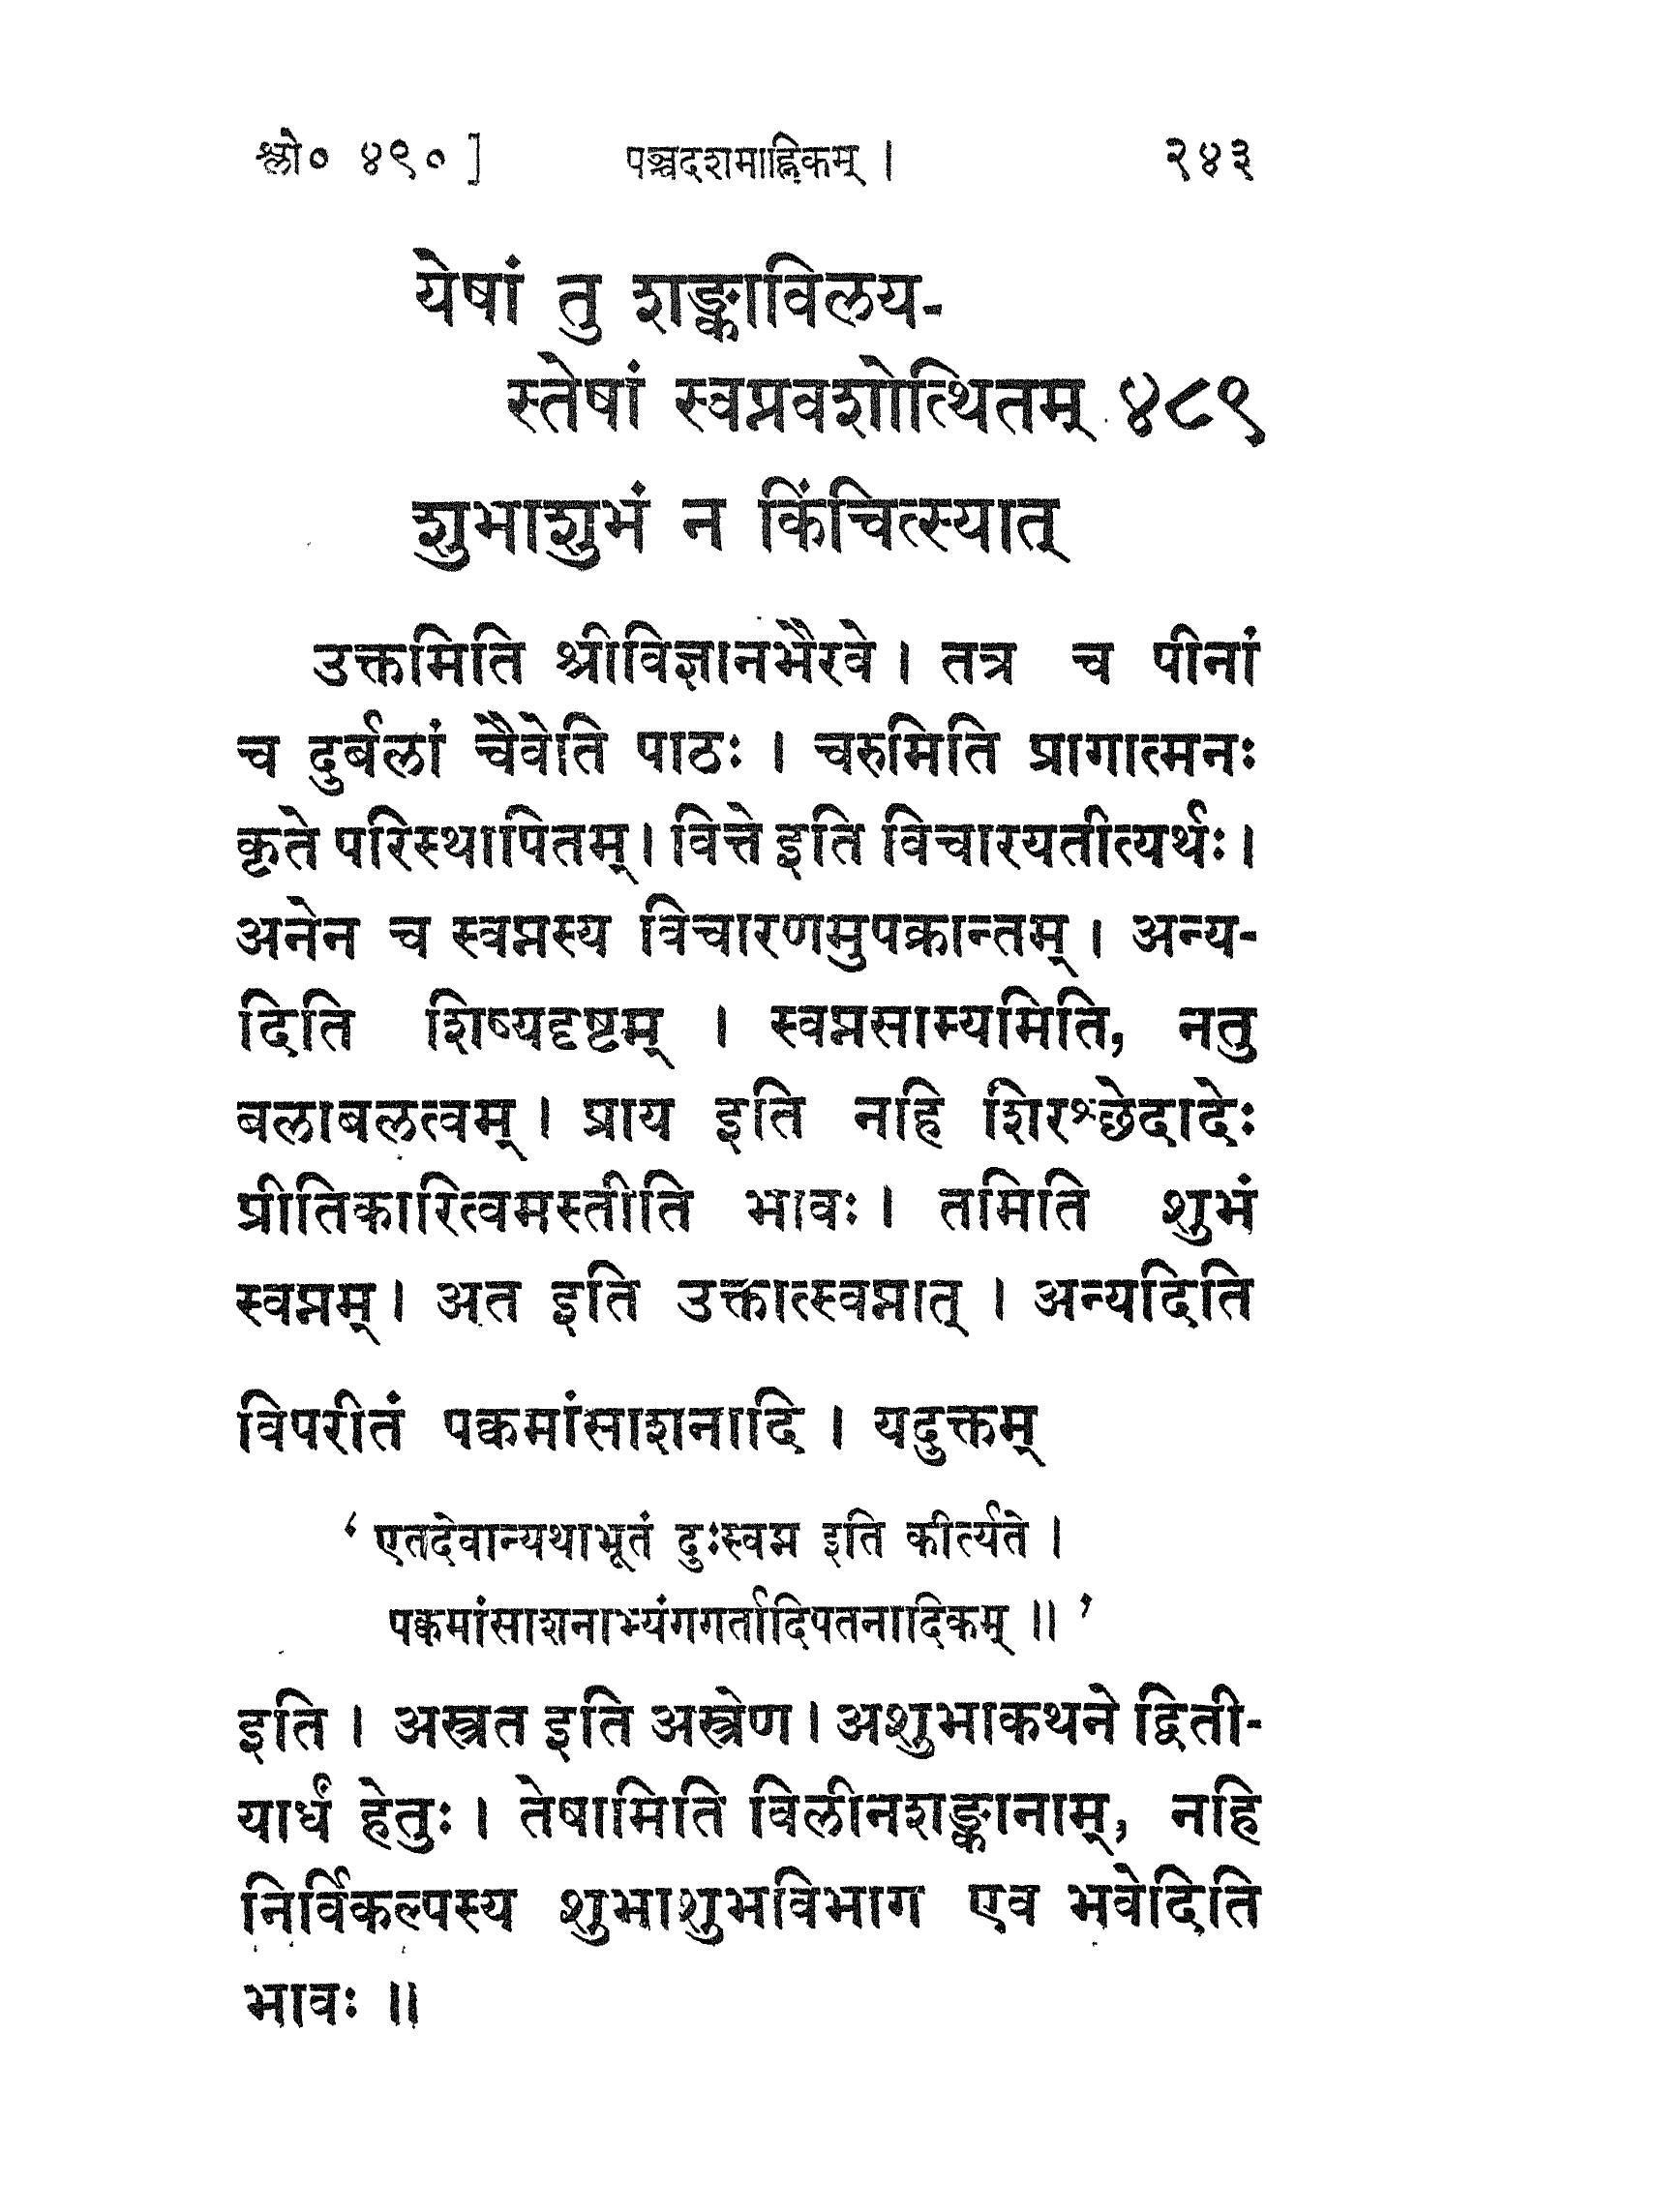 श्लो० ४९० ] पञ्चदशमाह्निकम् । २४३
येषां तु शङ्काविलय-
स्तेषां स्वप्नवशोत्थितम् ४८९
शुभाशुभं न किंचित्स्यात्
उक्तमिति श्रीविज्ञानभैरवे । तत्र च पीनां
च दुर्बलां चैवेति पाठः । चरुमिति प्रागात्मनः
कृते परिस्थापितम् । वित्ते इति विचारयतीत्यर्थः ।
अनेन च स्वप्नस्य विचारणमुपक्रान्तम् । अन्य-
दिति शिष्यदृष्टम् । स्वप्नसाम्यमिति, नतु
बलाबलत्वम् । प्राय इति नहि शिरश्छेदादेः
प्रीतिकारित्वमस्तीति भावः । तमिति शुभं
स्वप्नम् । अत इति उक्तात्स्वप्नात् । अन्यदिति
विपरीतं पक्वमांसाशनादि । यदुक्तम्
‘ एतदेवान्यथाभूतं दुःस्वप्न इति कीर्त्यते ।
पक्वमांसाशनाभ्यंगगर्तादिपतनादिकम् ॥ ’
इति । अस्त्रत इति अस्त्रेण । अशुभाकथने द्विती-
यार्धं हेतुः । तेषामिति विलीनशङ्कानाम्, नहि
निर्विकल्पस्य शुभाशुभविभाग एव भवेदिति
भावः ॥